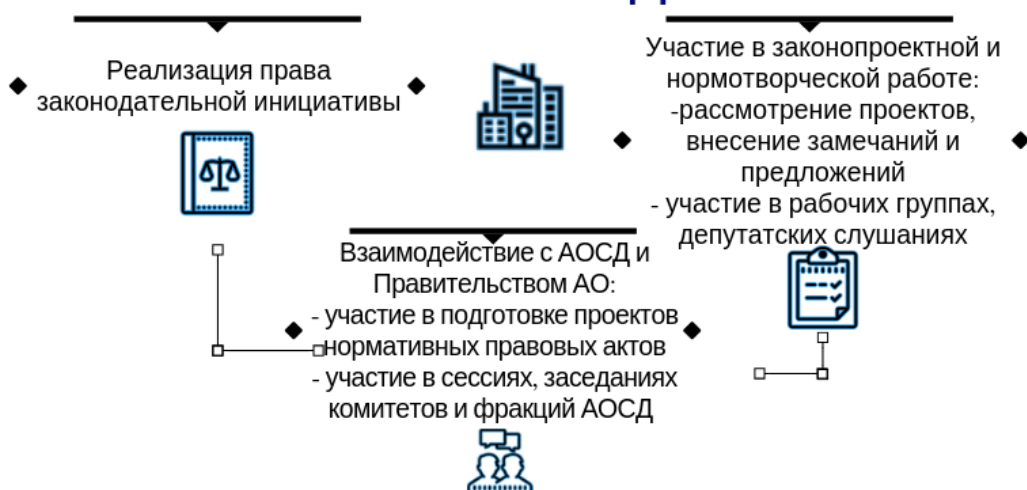 Реализация права
законодательной инициативы
Участие в законопроектной и
нормотворческой работе:
-рассмотрение проектов,
внесение замечаний и
предложений
- участие в рабочих группах,
депутатских слушаниях
Взаимодействие с АОСД и
Правительством АО:
- участие в подготовке проектов
нормативных правовых актов
- участие в сессиях, заседаниях
комитетов и фракций АОСД